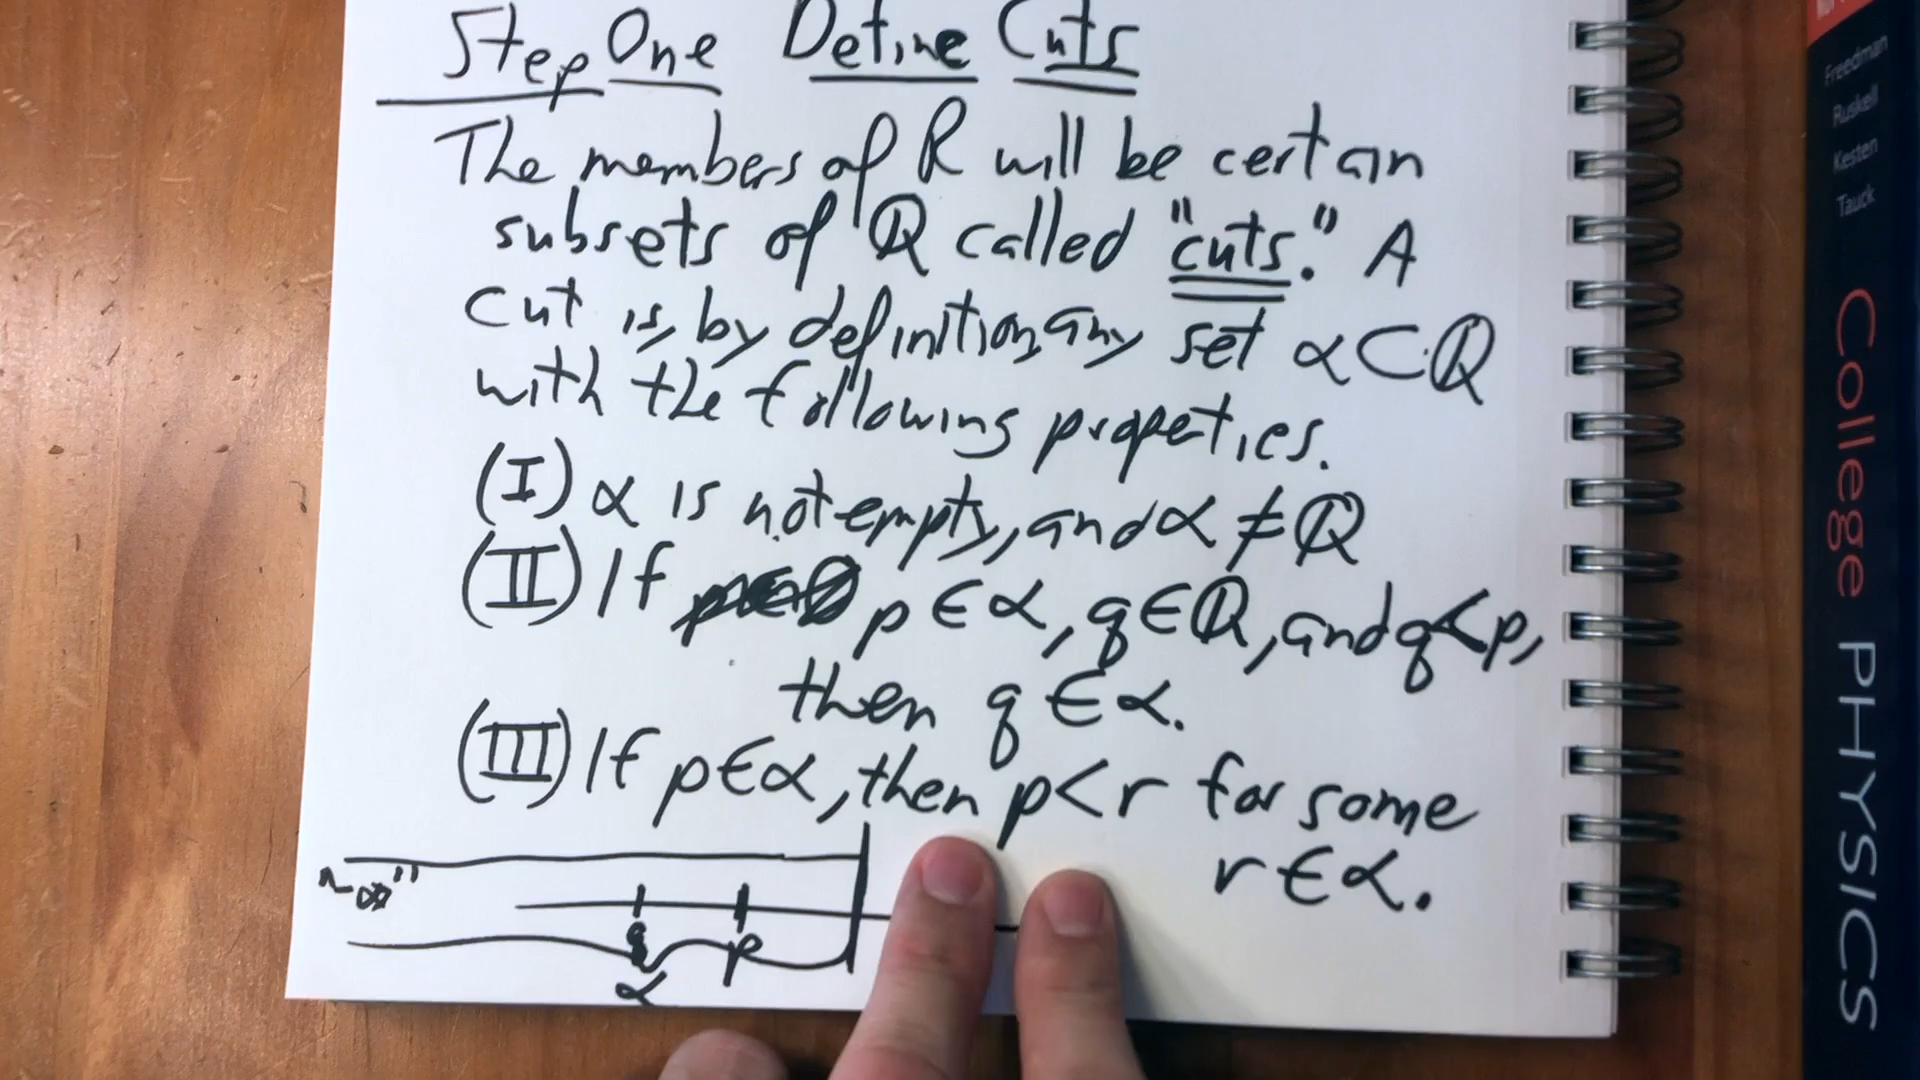 Step One Define Cuts
The members of R will be certain
subsets of ℚ called "cuts." A
cut is, by definition, any set α⊂ℚ
with the following properties.
(I) α is not empty, and α ≠ ℚ
(II) If p∈α, q∈ℚ, and q<p,
then q∈α.
(III) If p∈α, then p<r for some
r∈α.
"-∞"
q p
α
Freedman
Ruskell
Kesten
Tauck
College PHYSICS